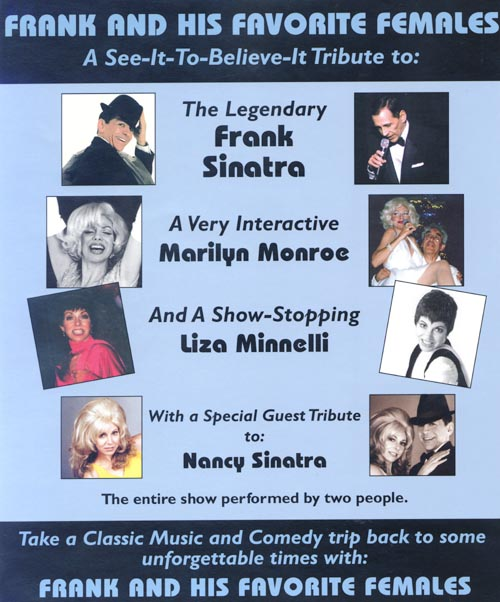 FRANK AND HIS FAVORITE FEMALES
A See-It-To-Believe-It Tribute to:
The Legendary
Frank
Sinatra
A Very Interactive
Marilyn Monroe
And A Show-Stopping
Liza Minnelli
With a Special Guest Tribute
to:
Nancy Sinatra
The entire show performed by two people.
Take a Classic Music and Comedy trip back to some
unforgettable times with:
FRANK AND HIS FAVORITE FEMALES